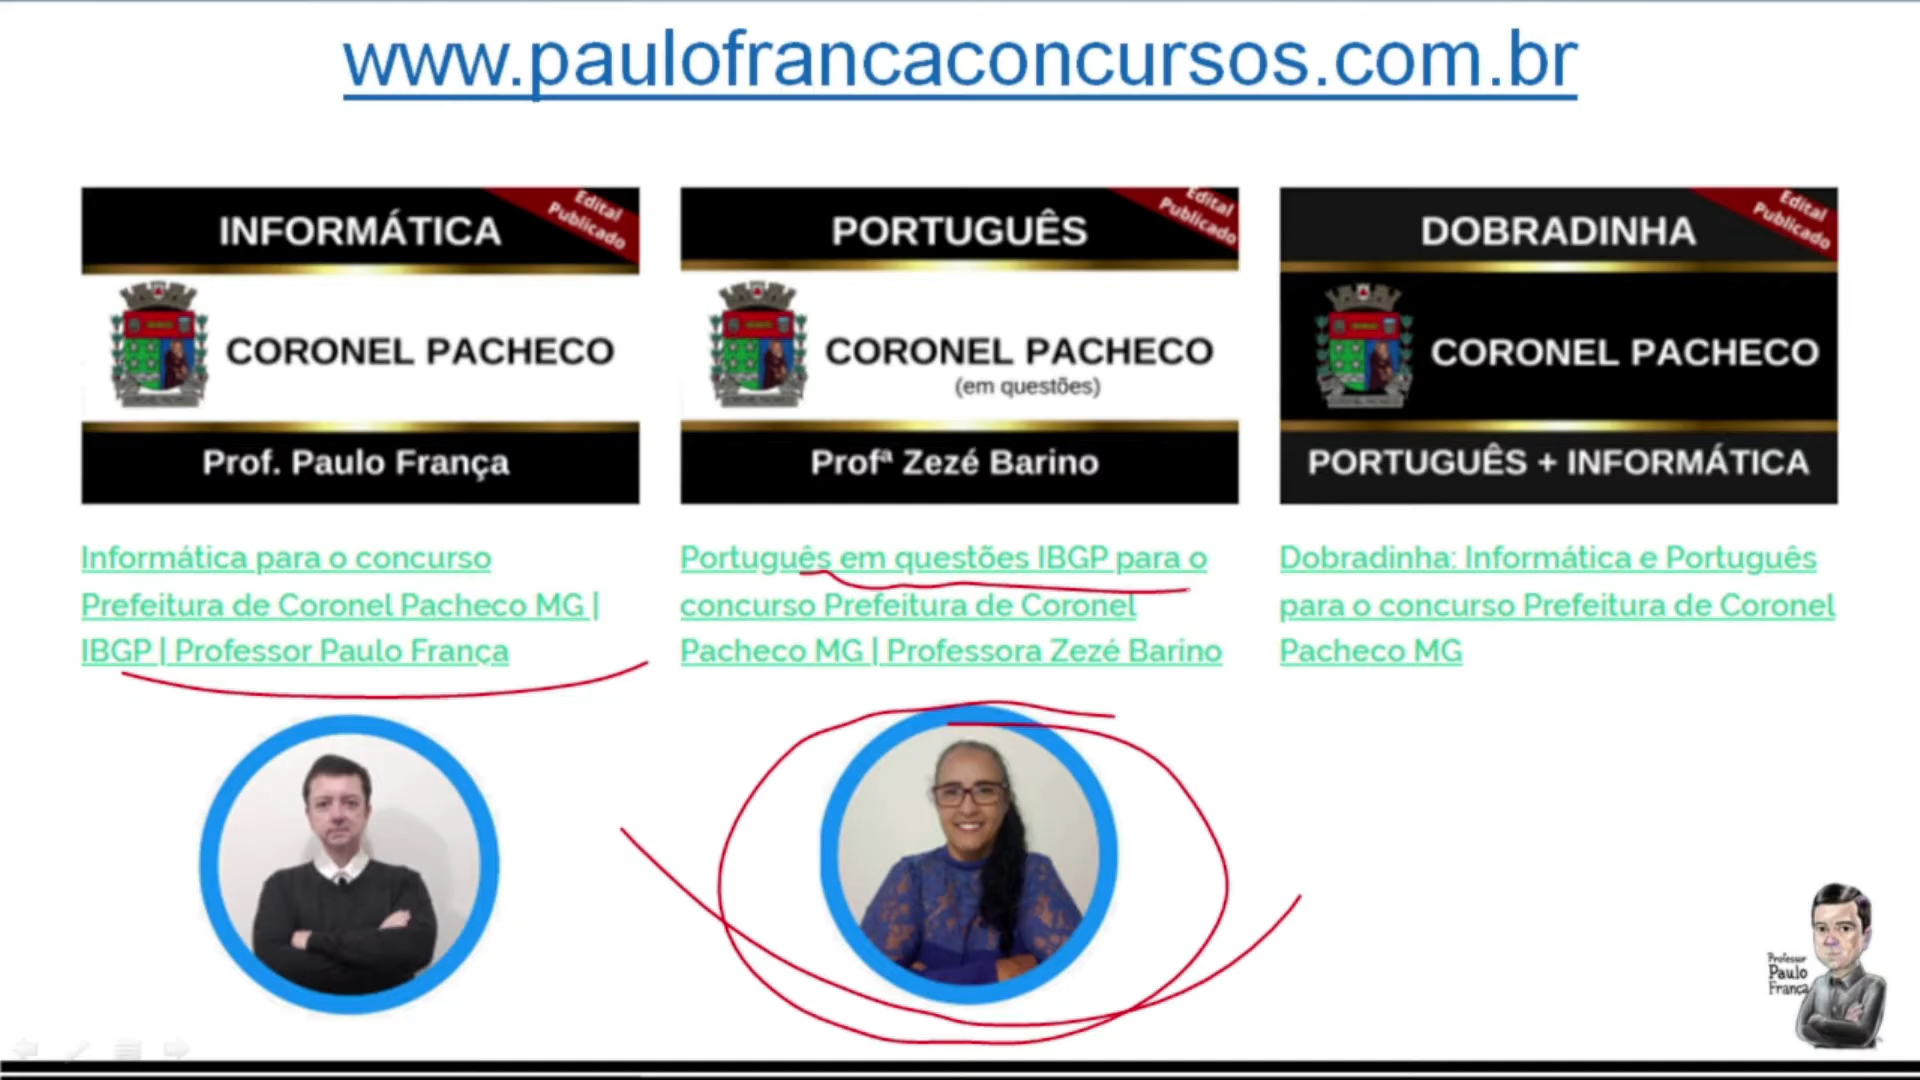 www.paulofrancaconcursos.com.br
INFORMÁTICA
Edital
Publicado
CORONEL PACHECO
Prof. Paulo França
PORTUGUÊS
Edital
Publicado
CORONEL PACHECO
(em questões)
Profª Zezé Barino
DOBRADINHA
Edital
Publicado
CORONEL PACHECO
PORTUGUÊS + INFORMÁTICA
Informática para o concurso
Prefeitura de Coronel Pacheco MG |
IBGP | Professor Paulo França
Português em questões IBGP para o
concurso Prefeitura de Coronel
Pacheco MG | Professora Zezé Barino
Dobradinha: Informática e Português
para o concurso Prefeitura de Coronel
Pacheco MG
Professor
Paulo
França